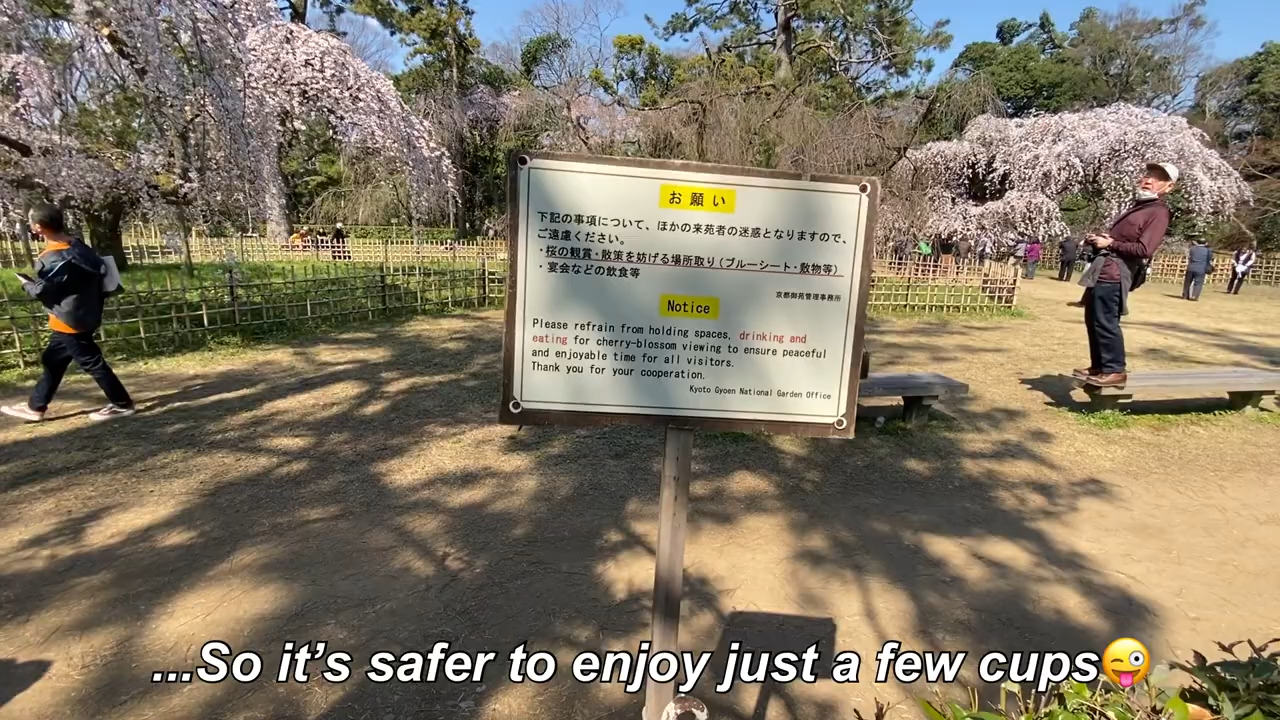 お願い
下記の事項について、ほかの来苑者の迷惑となりますので、
ご遠慮ください。
・桜の観賞・散策を妨げる場所取り(ブルーシート・敷物等)
・宴会などの飲食等
京都御苑管理事務所
Notice
Please refrain from holding spaces, drinking and
eating for cherry-blossom viewing to ensure peaceful
and enjoyable time for all visitors.
Thank you for your cooperation.
Kyoto Gyoen National Garden Office
...So it's safer to enjoy just a few cups😜